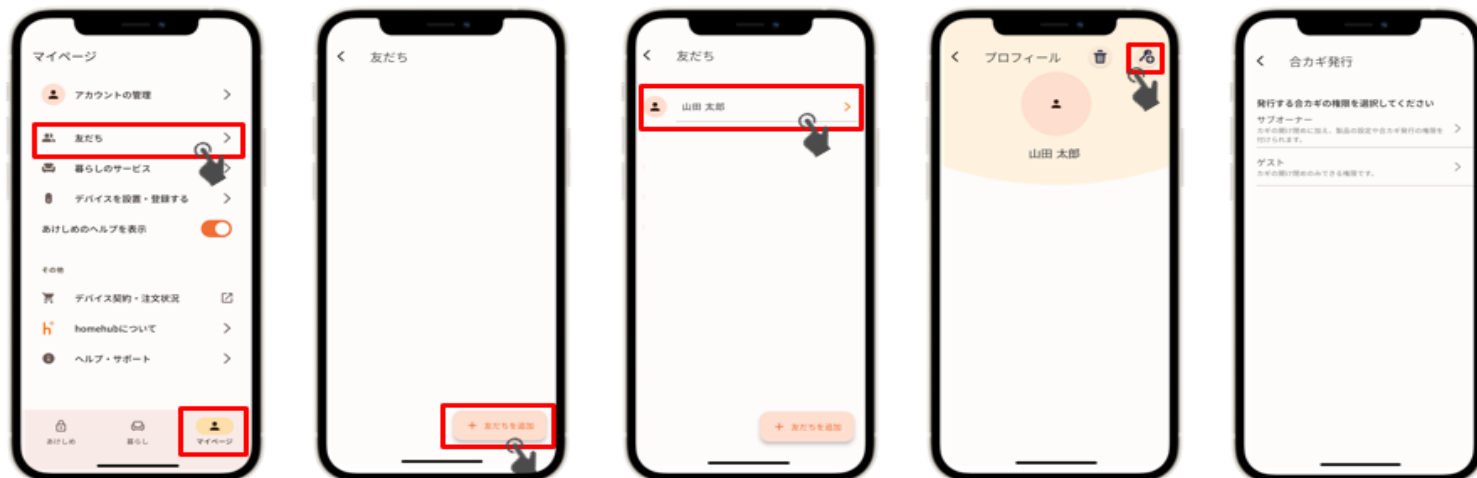 マイページ
アカウントの管理
友だち
暮らしのサービス
デバイスを設置・登録する
あけしめのヘルプを表示
その他
デバイス契約・注文状況
homehubについて
ヘルプ・サポート
あけしめ
暮らし
マイページ
友だち
+ 友だちを追加
友だち
山田 太郎
+ 友だちを追加
プロフィール
山田 太郎
合カギ発行
発行する合カギの権限を選択してください
サブオーナー
カギの開け閉めに加え、製品の設定や合カギ発行の権限を
付けられます。
ゲスト
カギの開け閉めのみできる権限です。